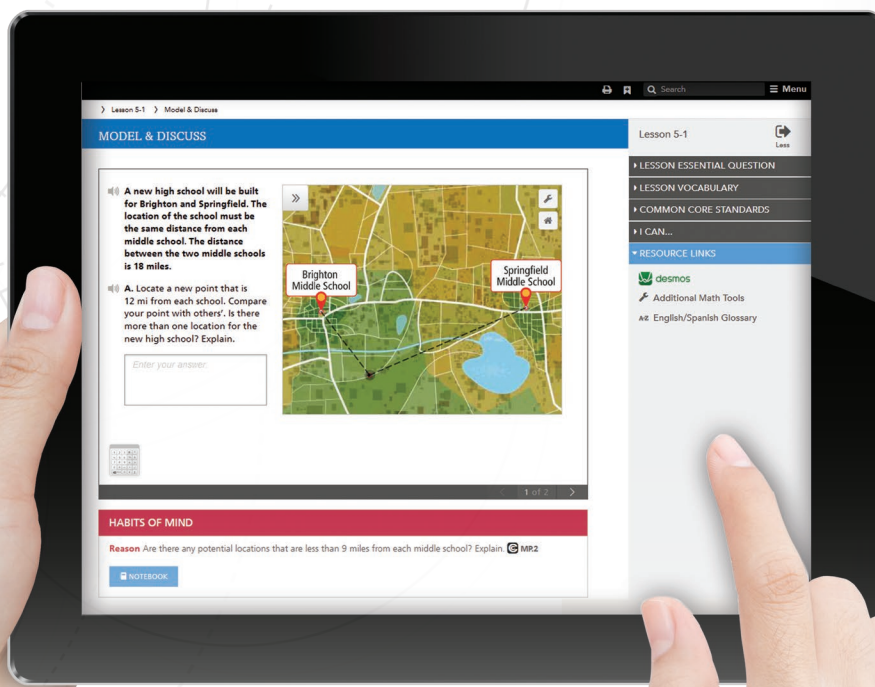 Search
Menu
Lesson 5-1
Model & Discuss
MODEL & DISCUSS
A new high school will be built
for Brighton and Springfield. The
location of the school must be
the same distance from each
middle school. The distance
between the two middle schools
is 18 miles.
A. Locate a new point that is
12 mi from each school. Compare
your point with others'. Is there
more than one location for the
new high school? Explain.
Enter your answer.
Brighton
Middle School
Springfield
Middle School
1 of 2
HABITS OF MIND
Reason Are there any potential locations that are less than 9 miles from each middle school? Explain. MP.2
NOTEBOOK
Lesson 5-1
Less
LESSON ESSENTIAL QUESTION
LESSON VOCABULARY
COMMON CORE STANDARDS
I CAN...
RESOURCE LINKS
desmos
Additional Math Tools
A-Z English/Spanish Glossary